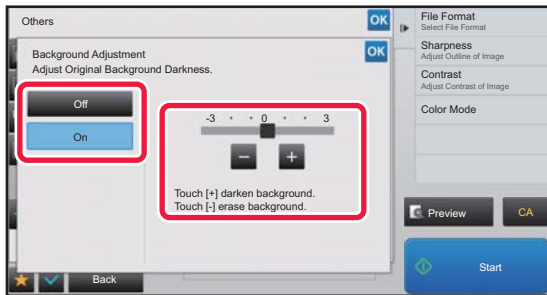 Others
OK
Background Adjustment
Adjust Original Background Darkness.
OK
Off
On
-3 • • 0 • • 3
− +
Touch [+] darken background.
Touch [-] erase background.
Back
File Format
Select File Format
Sharpness
Adjust Outline of Image
Contrast
Adjust Contrast of Image
Color Mode
Preview
CA
Start